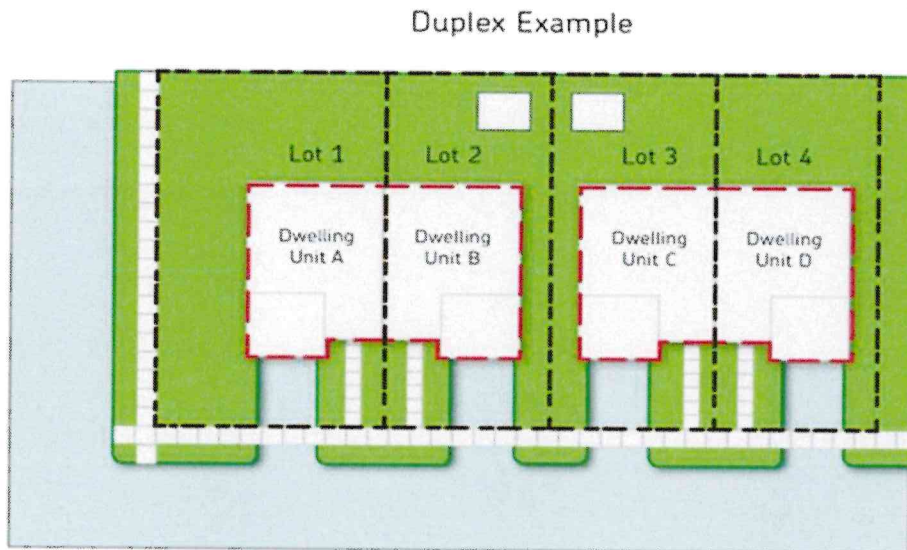 Duplex Example
Lot 1
Lot 2
Lot 3
Lot 4
Dwelling
Unit A
Dwelling
Unit B
Dwelling
Unit C
Dwelling
Unit D